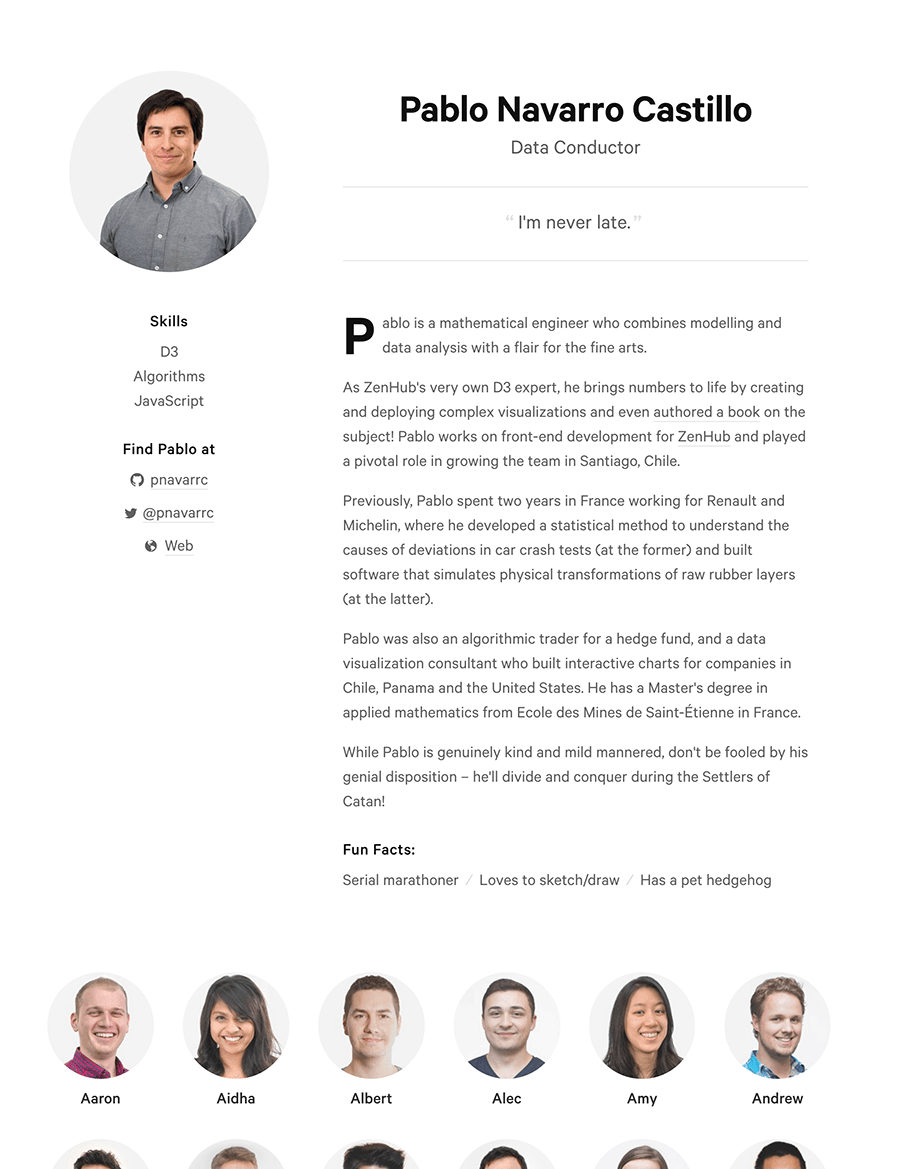 Pablo Navarro Castillo
Data Conductor
“ I'm never late. ”
Skills
D3
Algorithms
JavaScript
Find Pablo at
pnavarrc
@pnavarrc
Web
Pablo is a mathematical engineer who combines modelling and
data analysis with a flair for the fine arts.
As ZenHub's very own D3 expert, he brings numbers to life by creating
and deploying complex visualizations and even authored a book on the
subject! Pablo works on front-end development for ZenHub and played
a pivotal role in growing the team in Santiago, Chile.
Previously, Pablo spent two years in France working for Renault and
Michelin, where he developed a statistical method to understand the
causes of deviations in car crash tests (at the former) and built
software that simulates physical transformations of raw rubber layers
(at the latter).
Pablo was also an algorithmic trader for a hedge fund, and a data
visualization consultant who built interactive charts for companies in
Chile, Panama and the United States. He has a Master's degree in
applied mathematics from Ecole des Mines de Saint-Étienne in France.
While Pablo is genuinely kind and mild mannered, don't be fooled by his
genial disposition – he'll divide and conquer during the Settlers of
Catan!
Fun Facts:
Serial marathoner / Loves to sketch/draw / Has a pet hedgehog
Aaron Aidha Albert Alec Amy Andrew